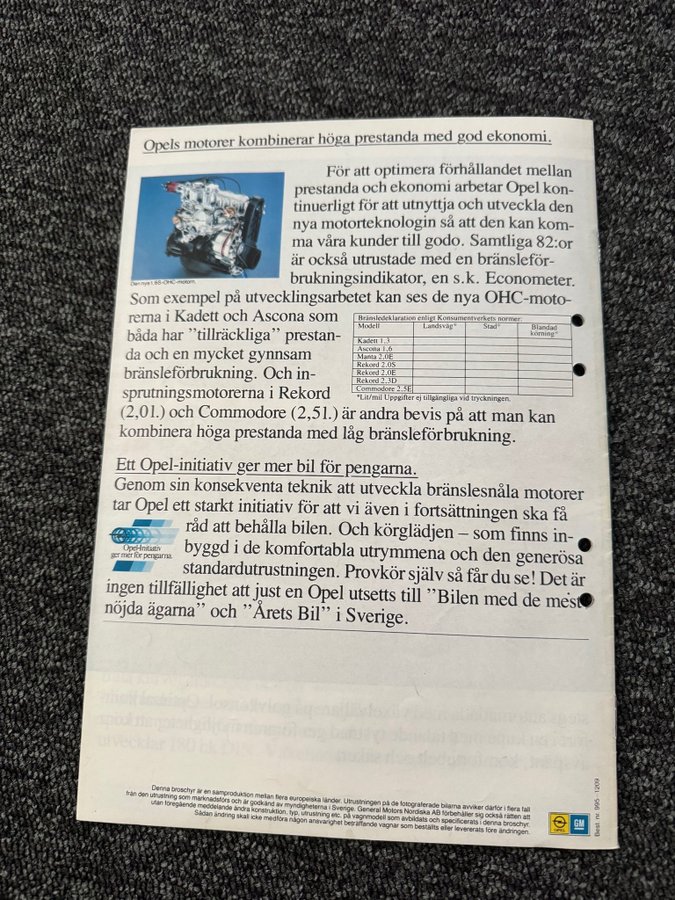 Opels motorer kombinerar höga prestanda med god ekonomi.
För att optimera förhållandet mellan
prestanda och ekonomi arbetar Opel kon-
tinuerligt för att utnyttja och utveckla den
nya motorteknologin så att den kan kom-
ma våra kunder till godo. Samtliga 82:or
är också utrustade med en bränsleför-
brukningsindikator, en s.k. Econometer.
Den nya 1,6S-OHC-motorn.
Som exempel på utvecklingsarbetet kan ses de nya OHC-moto-
rerna i Kadett och Ascona som
båda har "tillräckliga" prestan-
da och en mycket gynnsam
bränsleförbrukning. Och in-
sprutningsmotorerna i Rekord
(2,0l.) och Commodore (2,5l.) är andra bevis på att man kan
kombinera höga prestanda med låg bränsleförbrukning.
Bränsledeklaration enligt Konsumentverkets normer.
Modell Landsväg* Stad* Blandad
körning*
Kadett 1.3
Ascona 1.6
Manta 2.0E
Rekord 2.0S
Rekord 2.0E
Rekord 2.3D
Commodore 2.5E
*Lit/mil Uppgifter ej tillgängliga vid tryckningen.
Ett Opel-initiativ ger mer bil för pengarna.
Genom sin konsekventa teknik att utveckla bränslesnåla motorer
tar Opel ett starkt initiativ för att vi även i fortsättningen ska få
råd att behålla bilen. Och körglädjen – som finns in-
byggd i de komfortabla utrymmena och den generösa
standardutrustningen. Provkör själv så får du se! Det är
ingen tillfällighet att just en Opel utsetts till "Bilen med de mest
nöjda ägarna" och "Årets Bil" i Sverige.
Opel-Initiativ
ger mer för pengarna.
Denna broschyr är en samproduktion mellan flera europeiska länder. Utrustningen på de fotograferade bilarna avviker därför i flera fall
från den utrustning som marknadsförs och är godkänd av myndigheterna i Sverige. General Motors Nordiska AB förbehåller sig också rätten att
utan föregående meddelande ändra konstruktion, typ, utrustning etc. på vagnmodell som avbildats och specificerats i denna broschyr.
Sådan ändring skall icke medföra någon ansvarighet beträffande vagnar som beställts eller levererats före ändringen.
OPEL
GM
Best. nr. 995-1209